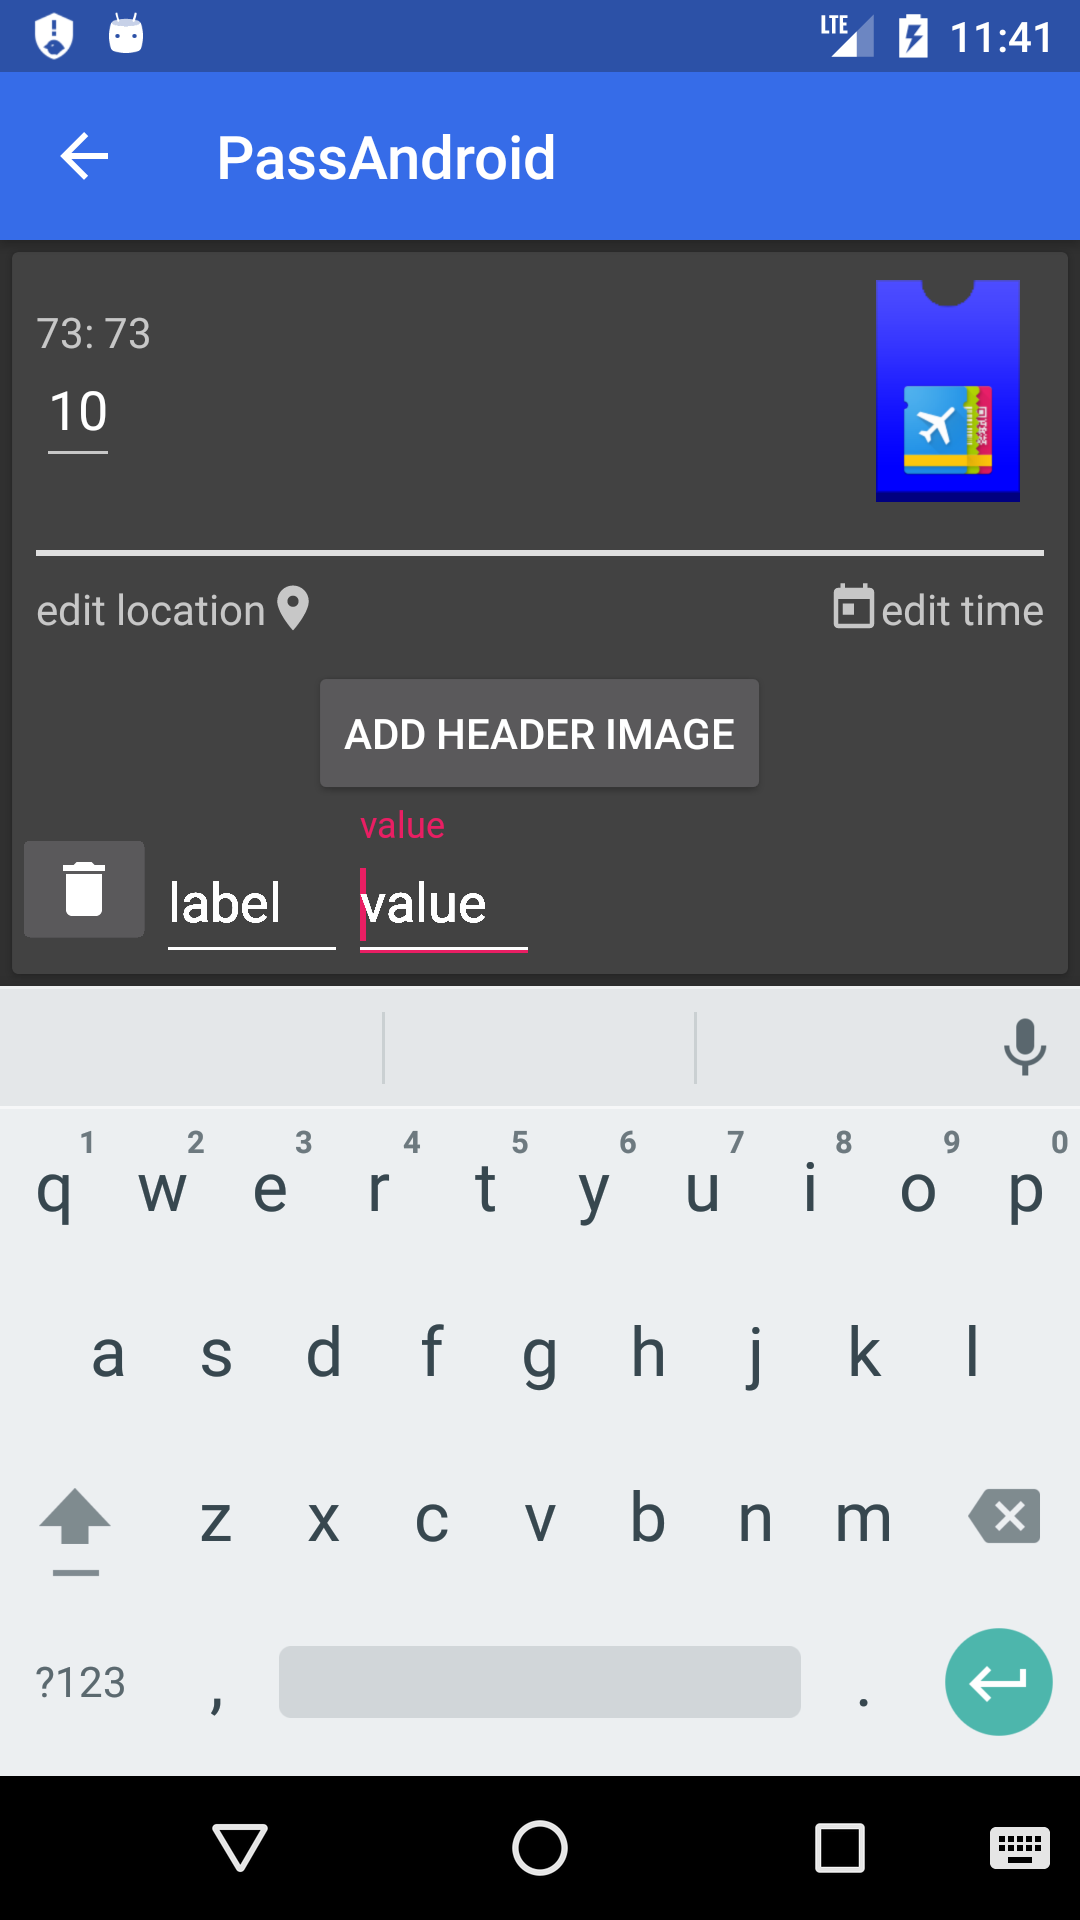 LTE 11:41
PassAndroid
73: 73
10
edit location
edit time
ADD HEADER IMAGE
value
label
value
1 2 3 4 5 6 7 8 9 0
q w e r t y u i o p
a s d f g h j k l
z x c v b n m
?123 , .